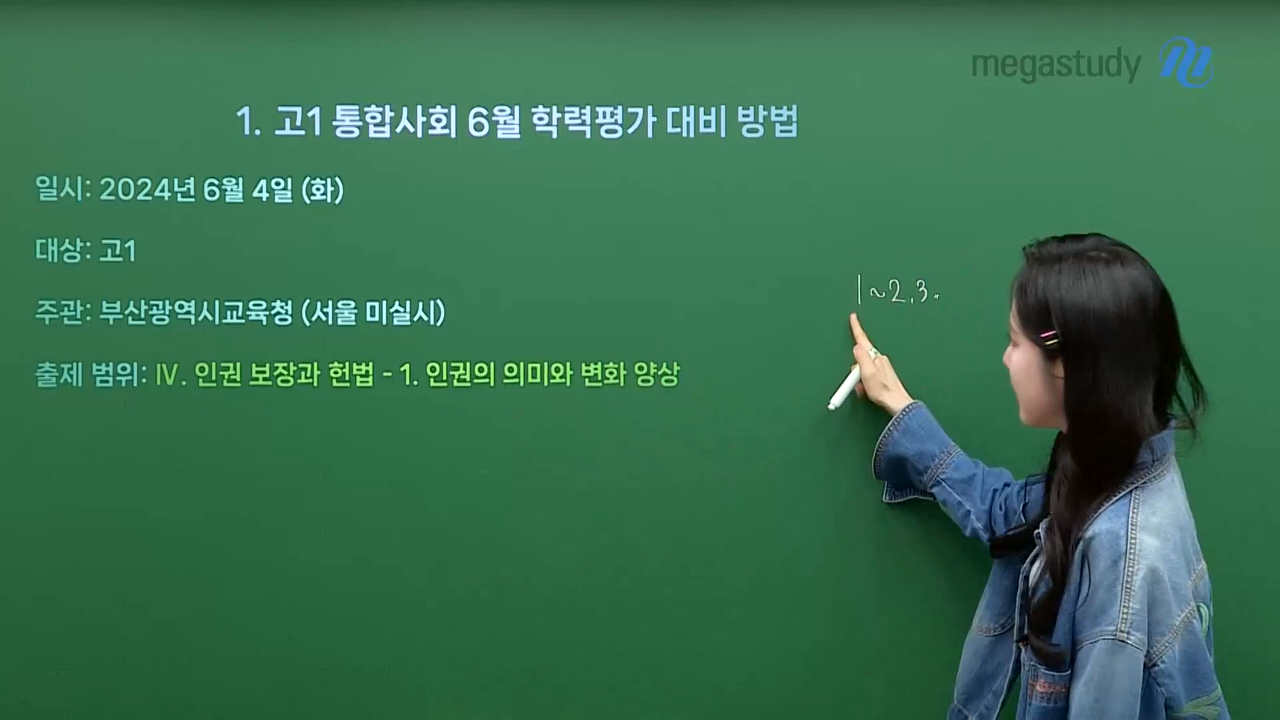 megastudy
1. 고1 통합사회 6월 학력평가 대비 방법
일시: 2024년 6월 4일 (화)
대상: 고1
1~2.3.
주관: 부산광역시교육청 (서울 미실시)
출제 범위: Ⅳ. 인권 보장과 헌법 - 1. 인권의 의미와 변화 양상